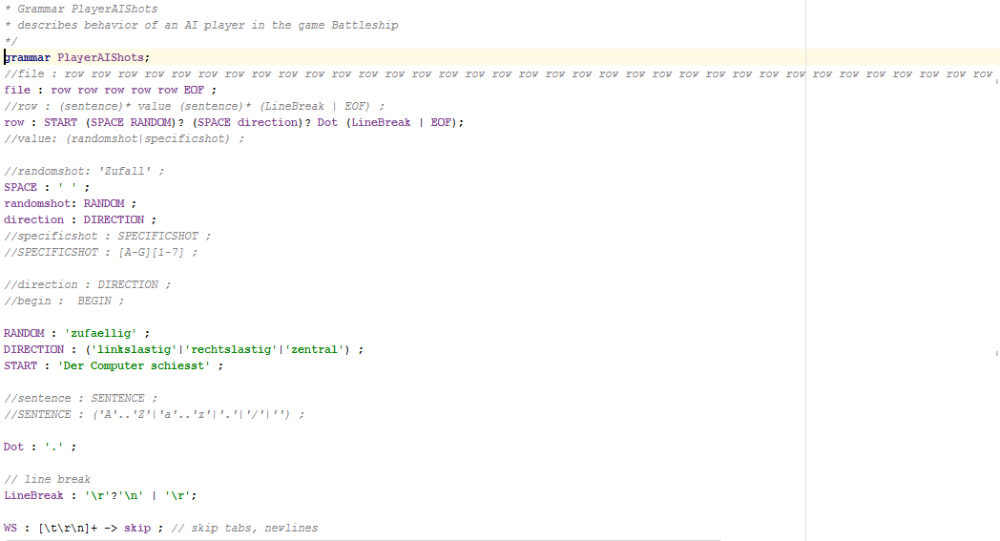 * Grammar PlayerAIShots
* describes behavior of an AI player in the game Battleship
*/
grammar PlayerAIShots;
//file : row row row row row row row row row row row row row row row row row row row row row row row row row row row row row row row row row row row
file : row row row row row EOF ;
//row : (sentence)* value (sentence)* (LineBreak | EOF) ;
row : START (SPACE RANDOM)? (SPACE direction)? Dot (LineBreak | EOF);
//value: (randomshot|specificshot) ;
//randomshot: 'Zufall' ;
SPACE : ' ' ;
randomshot: RANDOM ;
direction : DIRECTION ;
//specificshot : SPECIFICSHOT ;
//SPECIFICSHOT : [A-G][1-7] ;
//direction : DIRECTION ;
//begin :  BEGIN ;
RANDOM : 'zufaellig' ;
DIRECTION : ('linkslastig'|'rechtslastig'|'zentral') ;
START : 'Der Computer schiesst' ;
//sentence : SENTENCE ;
//SENTENCE : ('A'..'Z'|'a'..'z'|'.'|'/'|'') ;
Dot : '.' ;
// line break
LineBreak : '\r'?'\n' | '\r';
WS : [\t\r\n]+ -> skip ; // skip tabs, newlines